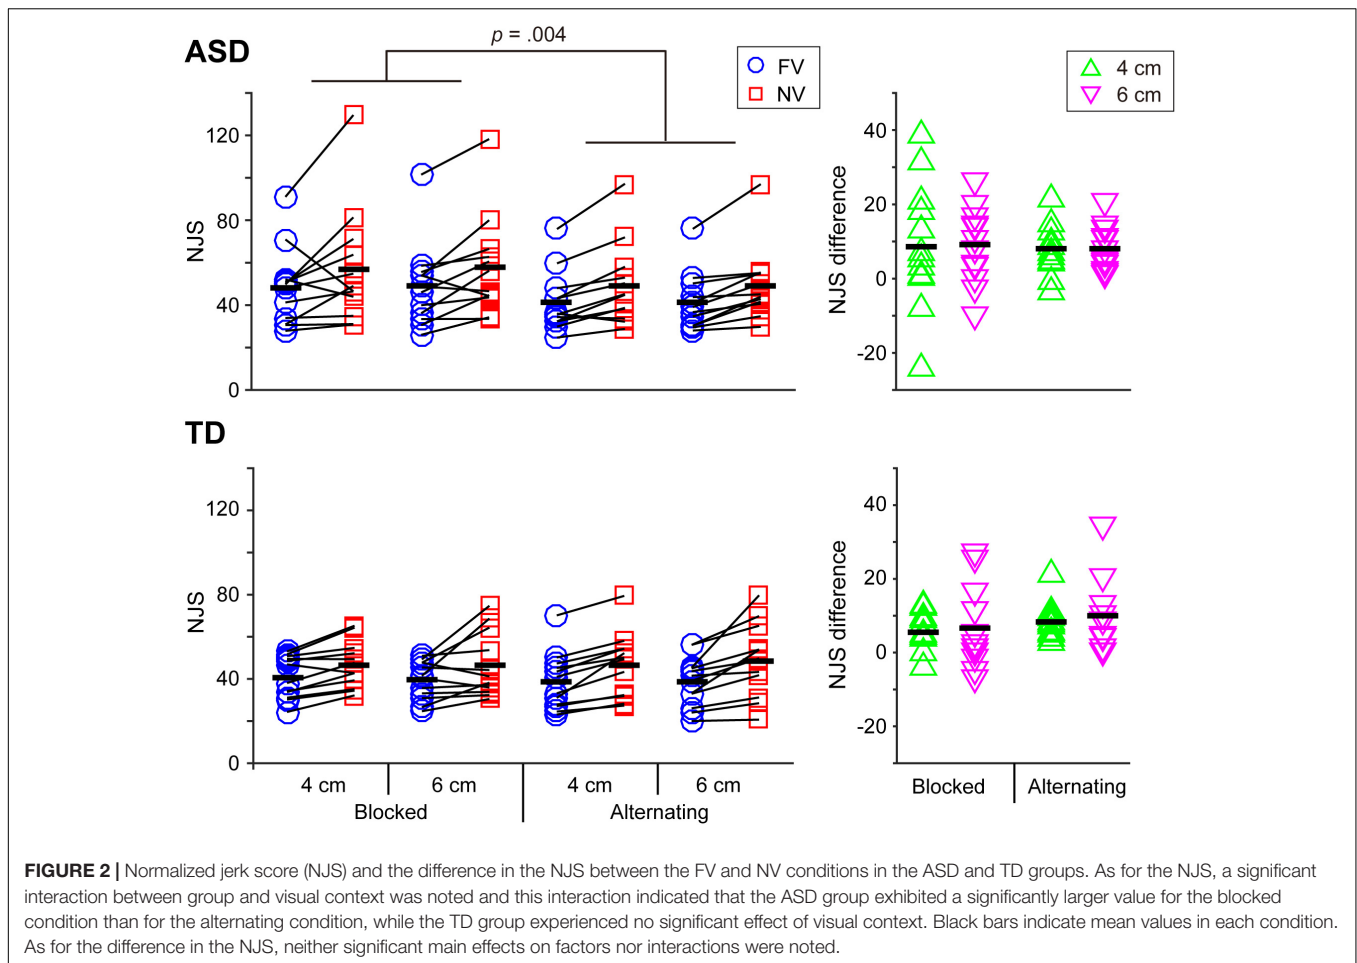 ASD
p = .004
FV
NV
4 cm
6 cm
120
80
40
0
NJS
40
20
0
-20
NJS difference
TD
120
80
40
0
NJS
4 cm
6 cm
4 cm
6 cm
Blocked
Alternating
40
20
0
-20
NJS difference
Blocked
Alternating
FIGURE 2 | Normalized jerk score (NJS) and the difference in the NJS between the FV and NV conditions in the ASD and TD groups. As for the NJS, a significant
interaction between group and visual context was noted and this interaction indicated that the ASD group exhibited a significantly larger value for the blocked
condition than for the alternating condition, while the TD group experienced no significant effect of visual context. Black bars indicate mean values in each condition.
As for the difference in the NJS, neither significant main effects on factors nor interactions were noted.